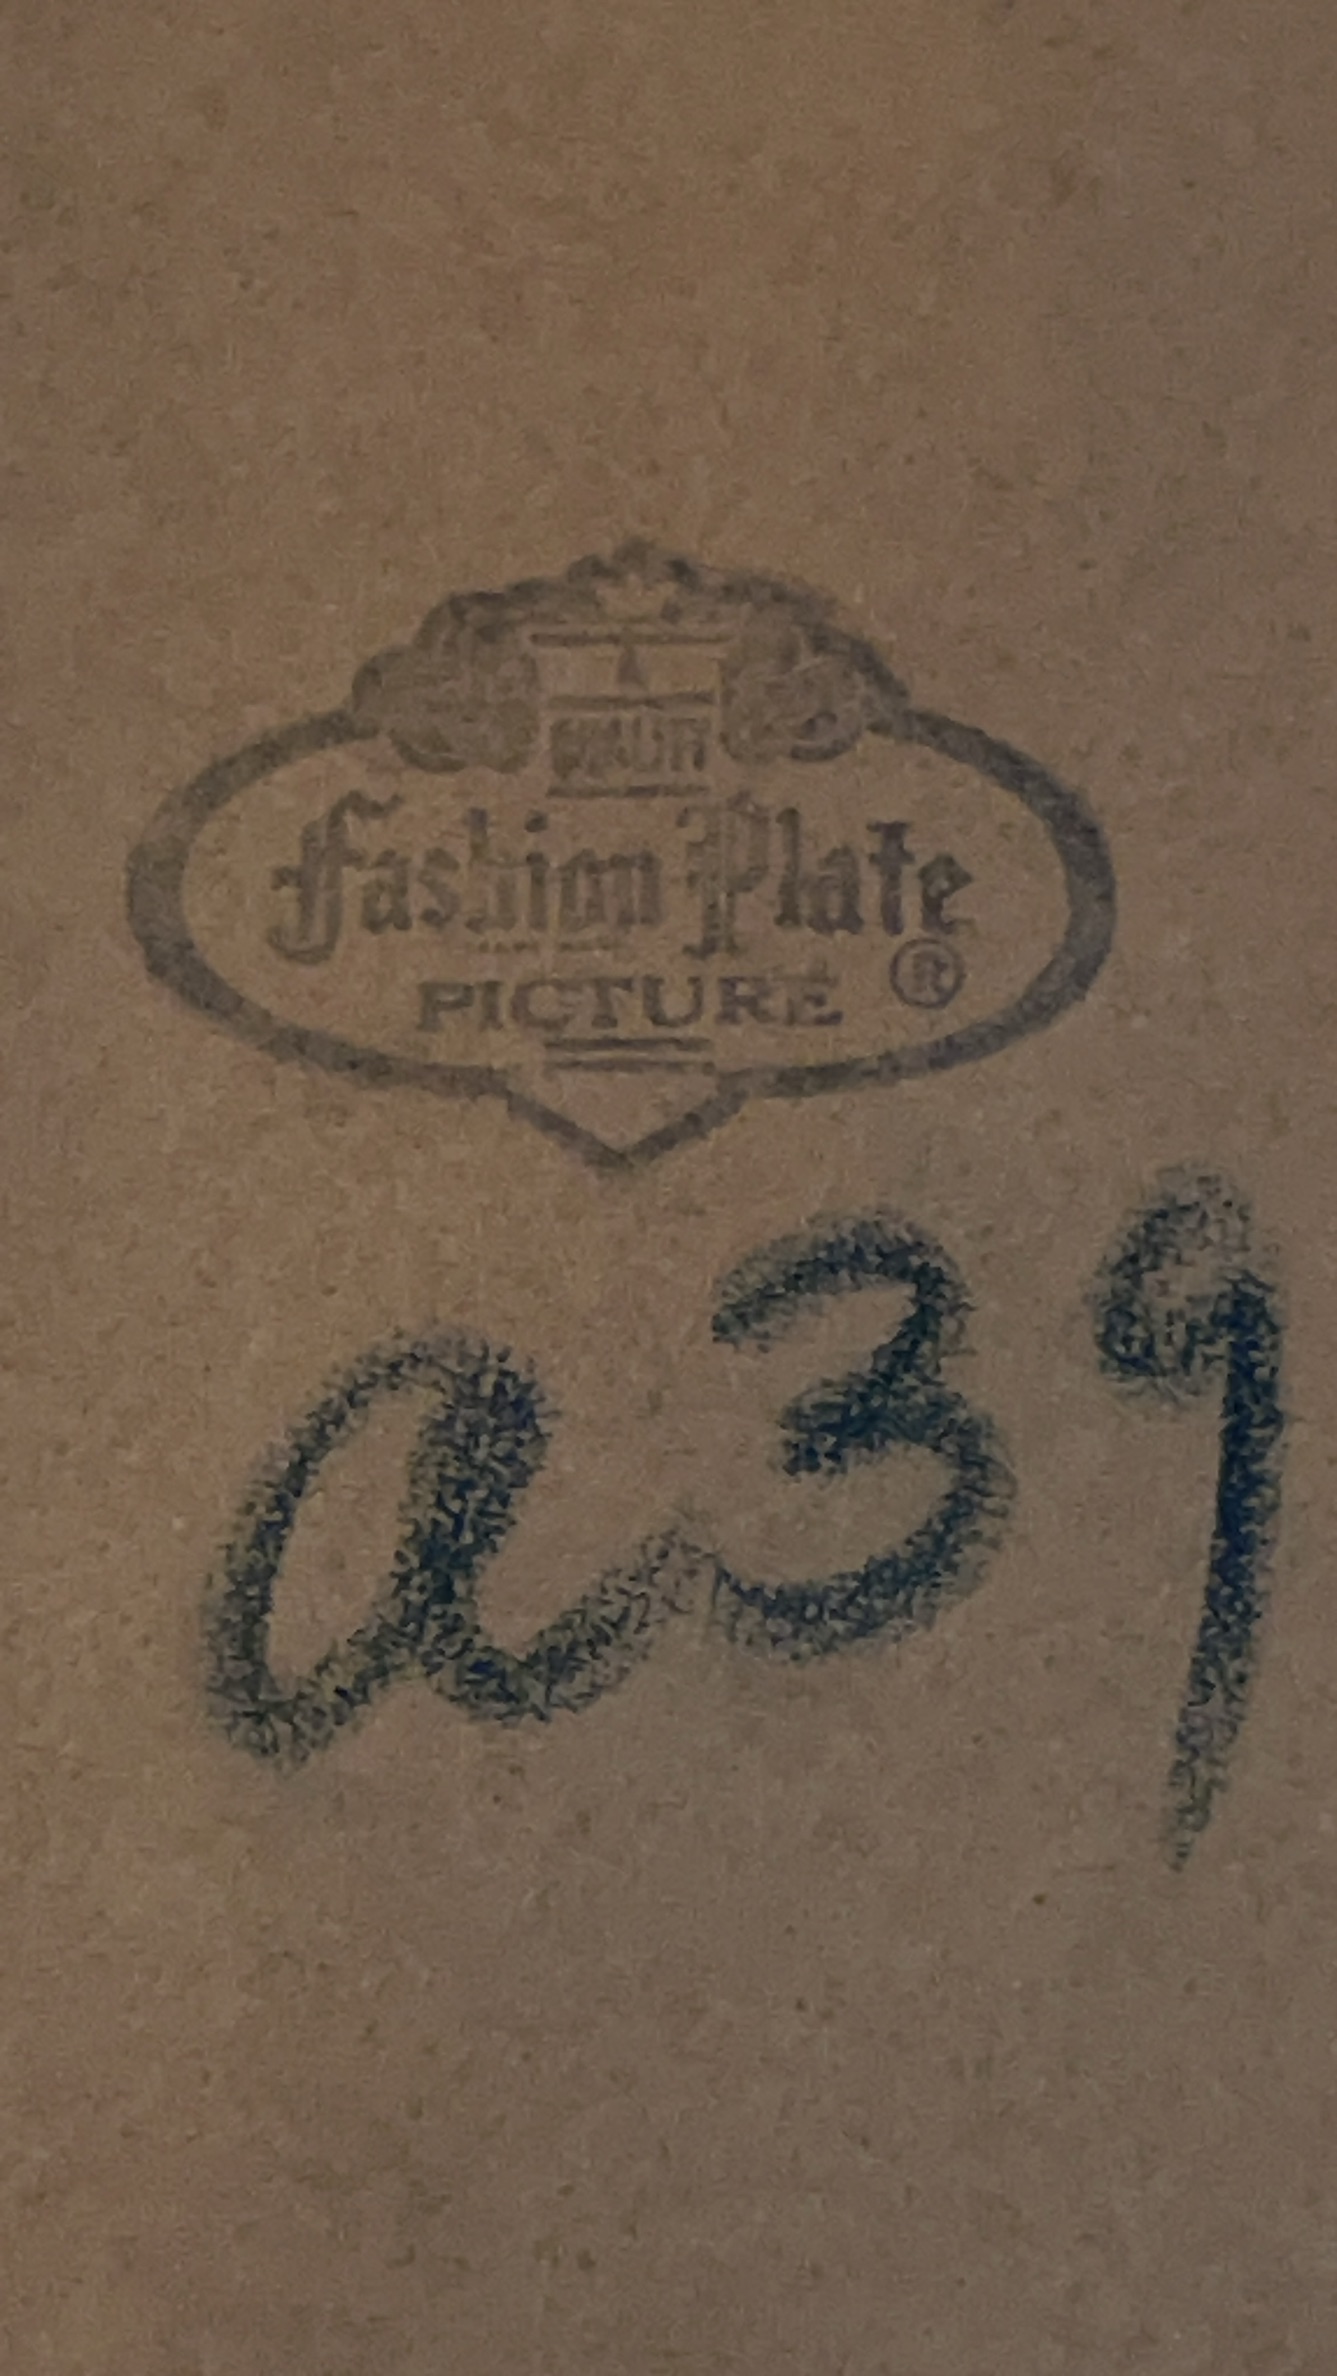 QUALITY
Fashion Plate
PICTURE ®
a39